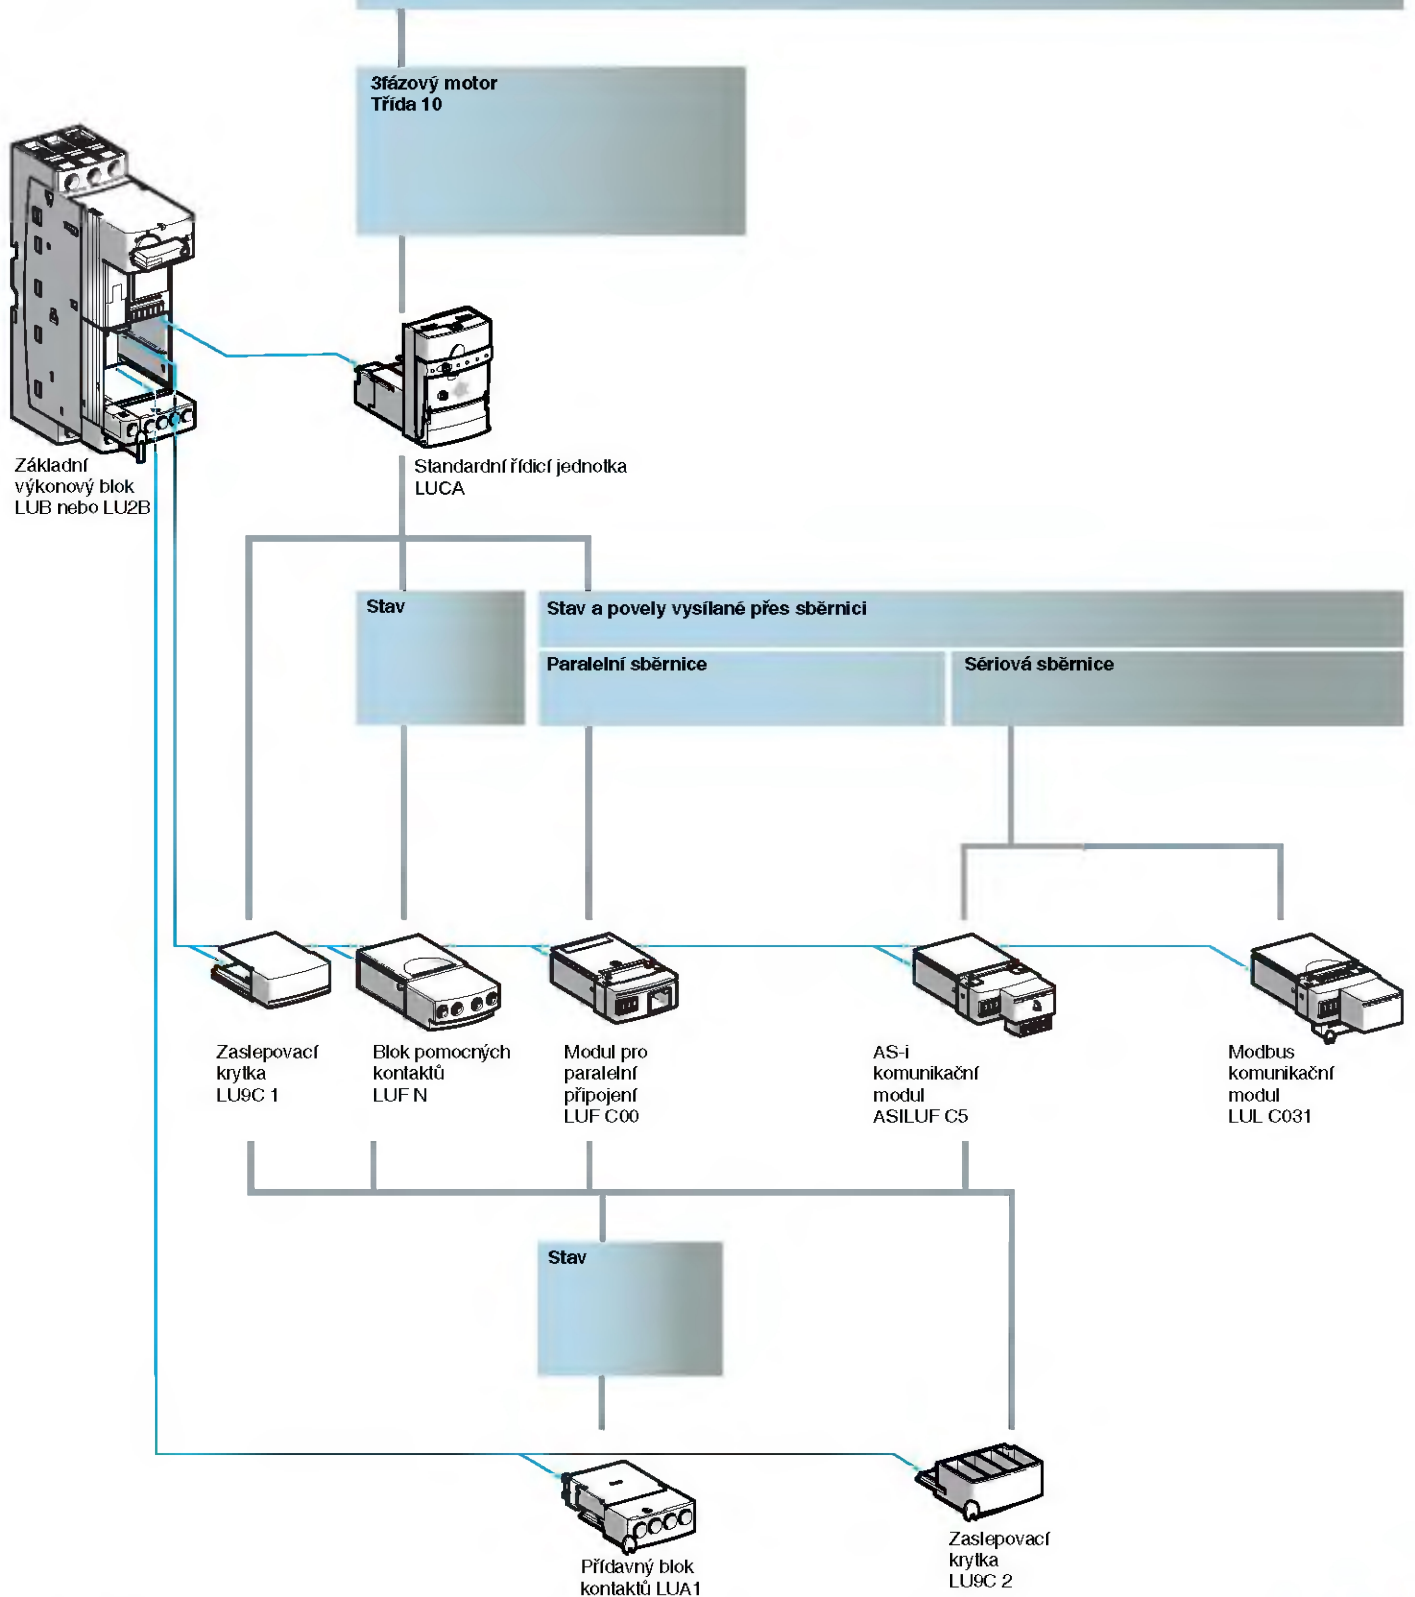 3fázový motor
Třída 10
Základní
výkonový blok
LUB nebo LU2B
Standardní řídicí jednotka
LUCA
Stav
Stav a povely vysílané přes sběrnici
Paralelní sběrnice
Sériová sběrnice
Zaslepovací
krytka
LU9C 1
Blok pomocných
kontaktů
LUF N
Modul pro
paralelní
připojení
LUF C00
AS-i
komunikační
modul
ASILUF C5
Modbus
komunikační
modul
LUL C031
Stav
Přídavný blok
kontaktů LUA1
Zaslepovací
krytka
LU9C 2